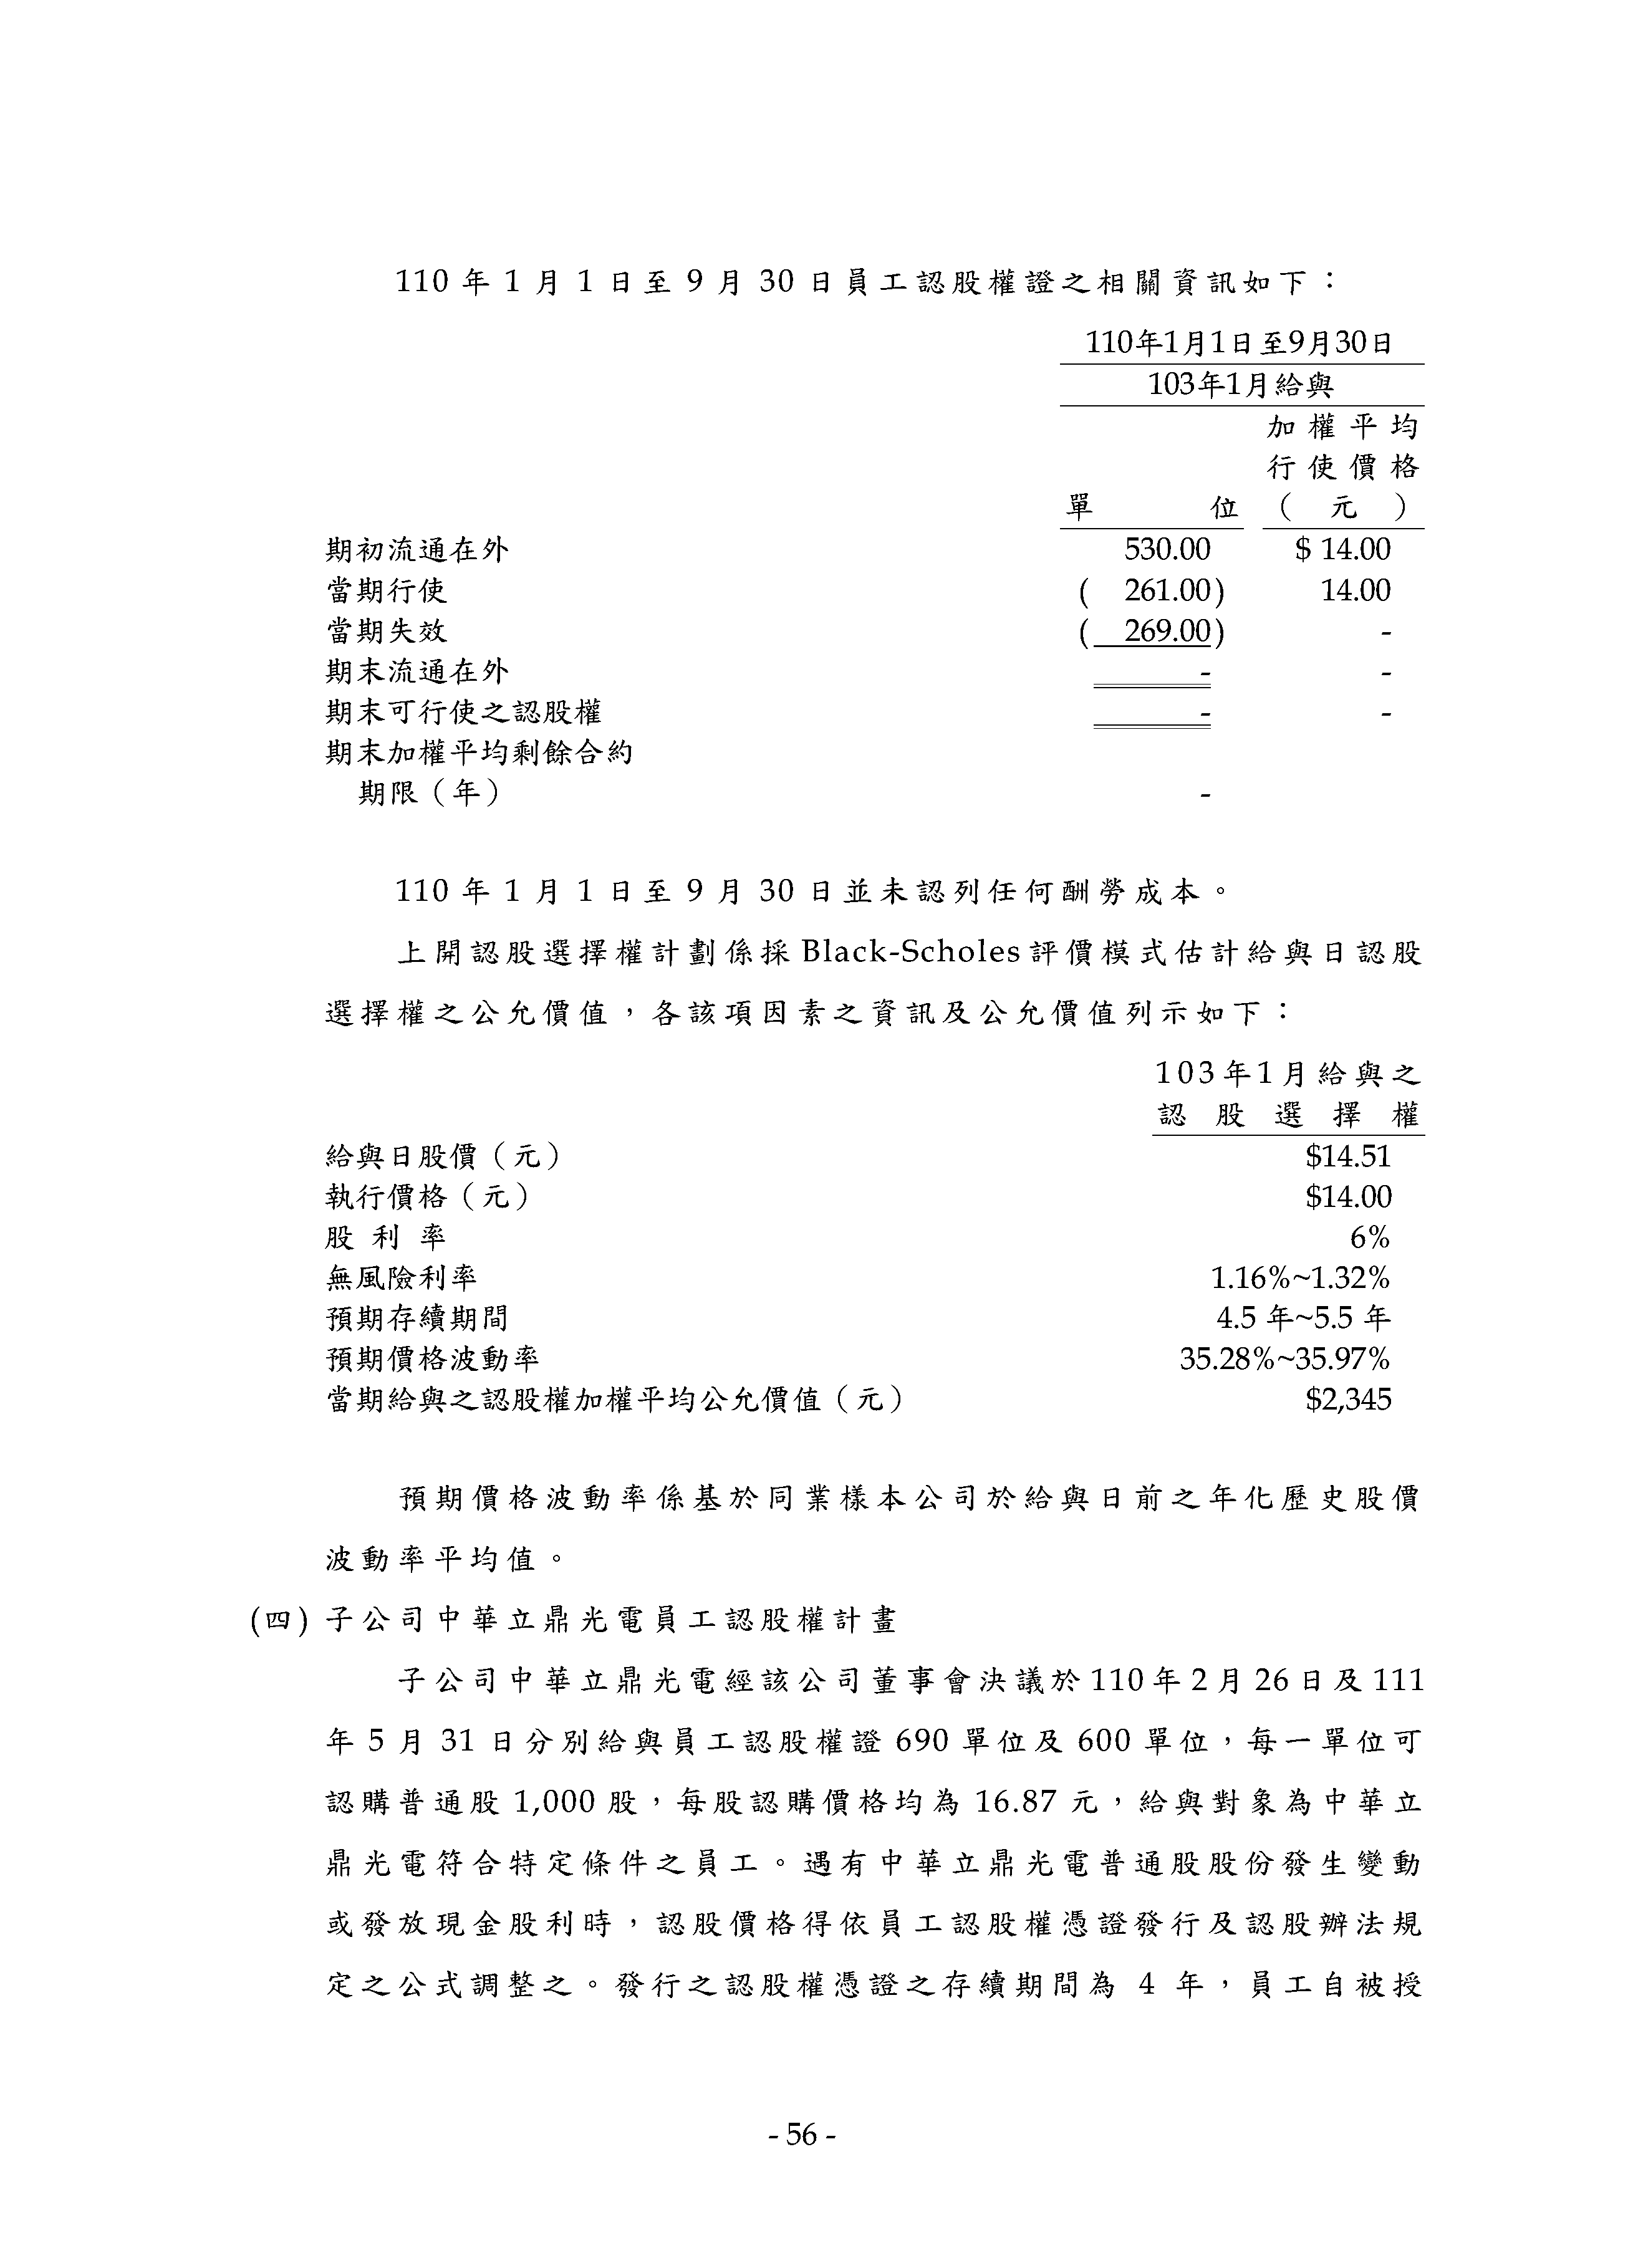 110 年 1 月 1 日至 9 月 30 日員工認股權證之相關資訊如下：
110年1月1日至9月30日
103年1月給與
加權平均
行使價格
單位 （元）
期初流通在外 530.00 $ 14.00
當期行使 ( 261.00) 14.00
當期失效 ( 269.00) -
期末流通在外 - -
期末可行使之認股權 - -
期末加權平均剩餘合約
期限（年） -
110 年 1 月 1 日至 9 月 30 日並未認列任何酬勞成本。
上開認股選擇權計劃係採 Black-Scholes 評價模式估計給與日認股
選擇權之公允價值，各該項因素之資訊及公允價值列示如下：
103年1月給與之
認股選擇權
給與日股價（元） $14.51
執行價格（元） $14.00
股利率 6%
無風險利率 1.16%~1.32%
預期存續期間 4.5 年~5.5 年
預期價格波動率 35.28%~35.97%
當期給與之認股權加權平均公允價值（元） $2,345
預期價格波動率係基於同業樣本公司於給與日前之年化歷史股價
波動率平均值。
(四) 子公司中華立鼎光電員工認股權計畫
子公司中華立鼎光電經該公司董事會決議於 110 年 2 月 26 日及 111
年 5 月 31 日分別給與員工認股權證 690 單位及 600 單位，每一單位可
認購普通股 1,000 股，每股認購價格均為 16.87 元，給與對象為中華立
鼎光電符合特定條件之員工。遇有中華立鼎光電普通股股份發生變動
或發放現金股利時，認股價格得依員工認股權憑證發行及認股辦法規
定之公式調整之。發行之認股權憑證之存續期間為 4 年，員工自被授
- 56 -